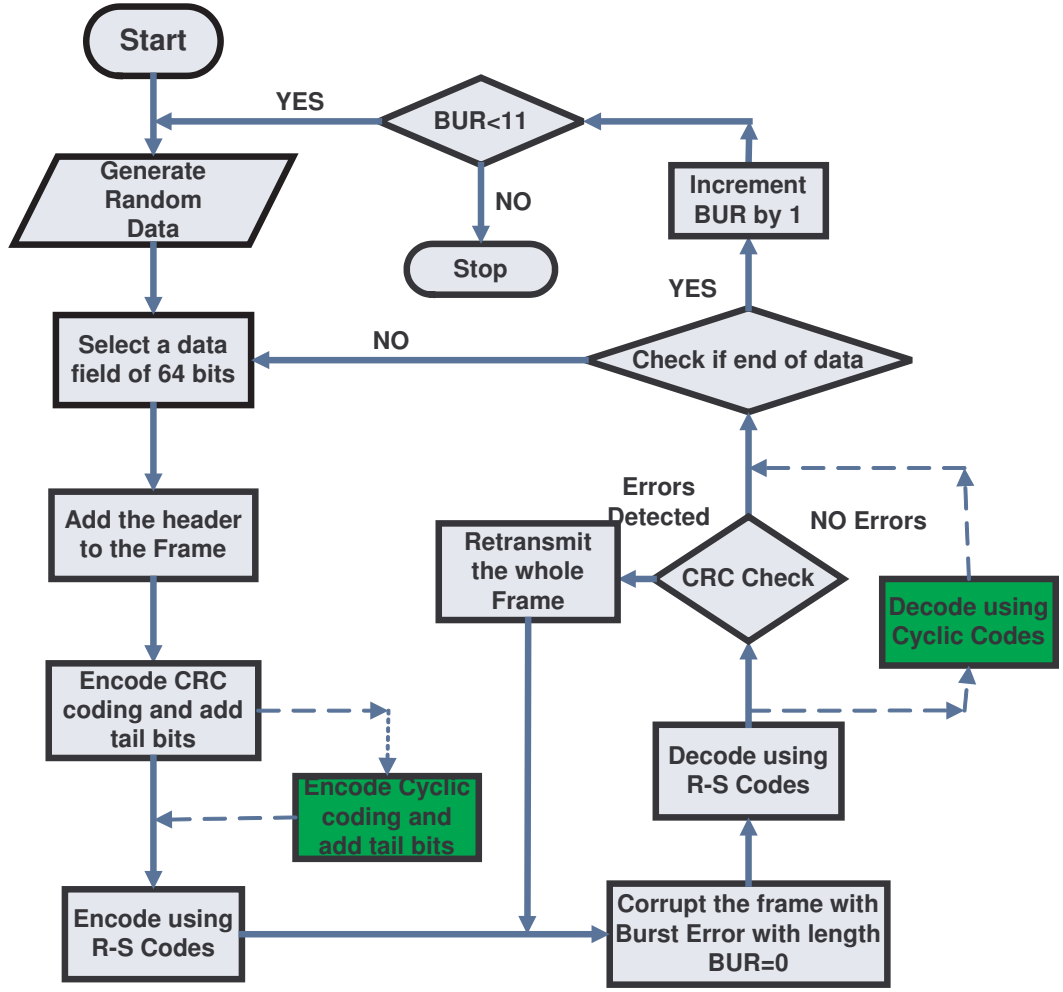 Start
YES
BUR<11
NO
Stop
Generate
Random
Data
Increment
BUR by 1
YES
Select a data
field of 64 bits
NO
Check if end of data
Errors
Detected
NO Errors
Add the header
to the Frame
Retransmit
the whole
Frame
CRC Check
Decode using
Cyclic Codes
Encode CRC
coding and add
tail bits
Encode Cyclic
coding and
add tail bits
Decode using
R-S Codes
Encode using
R-S Codes
Corrupt the frame with
Burst Error with length
BUR=0